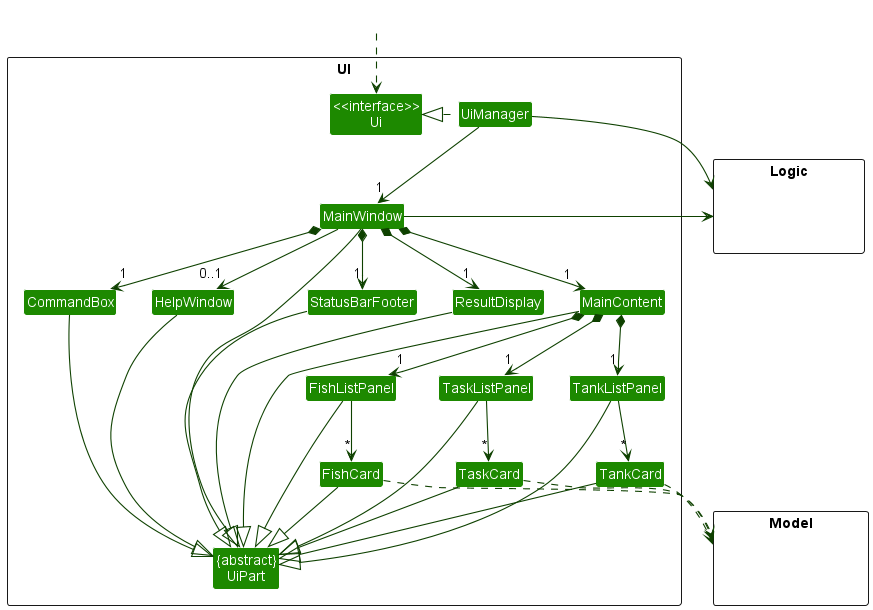 UI
<<interface>>
Ui
UiManager
Logic
1
MainWindow
1
0..1
1
1
1
CommandBox
HelpWindow
StatusBarFooter
ResultDisplay
MainContent
1
1
1
FishListPanel
TaskListPanel
TankListPanel
*
*
*
FishCard
TaskCard
TankCard
Model
{abstract}
UiPart